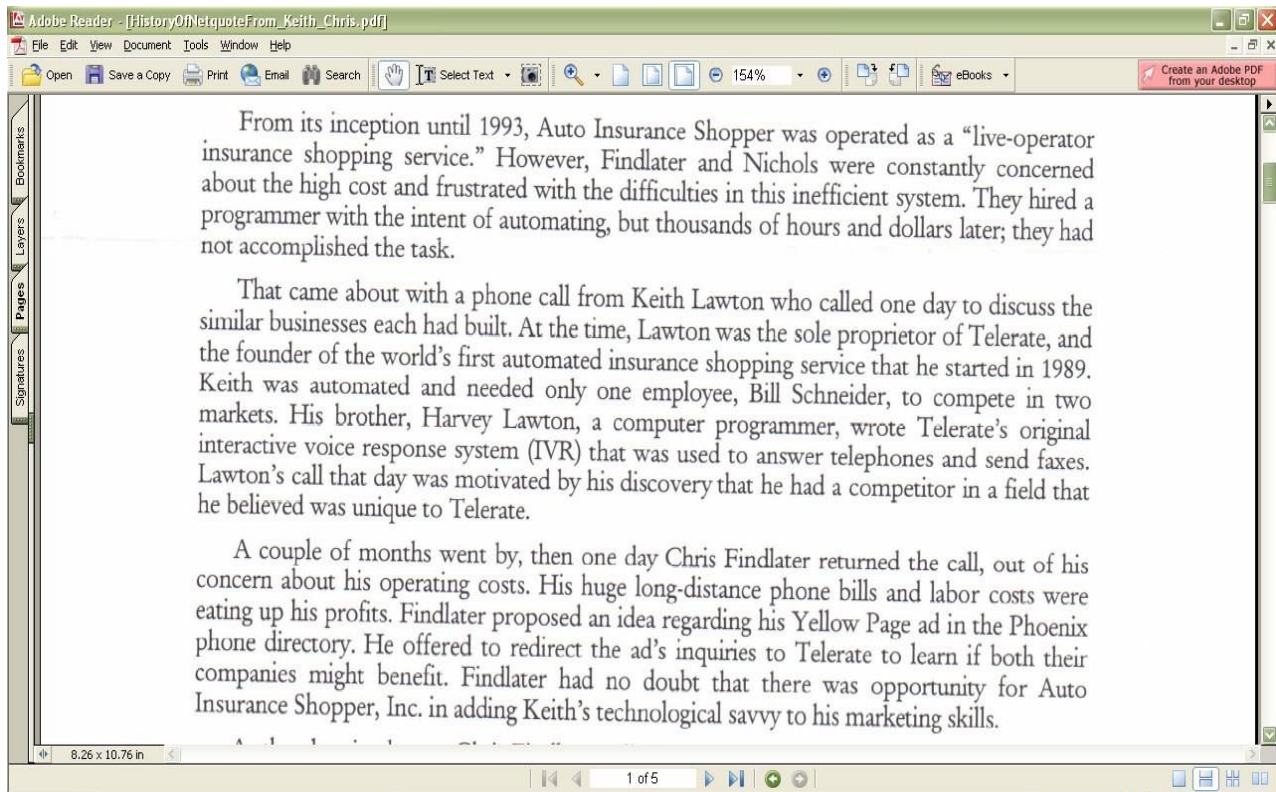 Adobe Reader - [HistoryOfNetquoteFrom_Keith_Chris.pdf]
File Edit View Document Tools Window Help
Open Save a Copy Print Email Search Select Text 154% eBooks Create an Adobe PDF
from your desktop
Bookmarks
Layers
Pages
Signatures
From its inception until 1993, Auto Insurance Shopper was operated as a “live-operator
insurance shopping service.” However, Findlater and Nichols were constantly concerned
about the high cost and frustrated with the difficulties in this inefficient system. They hired a
programmer with the intent of automating, but thousands of hours and dollars later; they had
not accomplished the task.
That came about with a phone call from Keith Lawton who called one day to discuss the
similar businesses each had built. At the time, Lawton was the sole proprietor of Telerate, and
the founder of the world’s first automated insurance shopping service that he started in 1989.
Keith was automated and needed only one employee, Bill Schneider, to compete in two
markets. His brother, Harvey Lawton, a computer programmer, wrote Telerate’s original
interactive voice response system (IVR) that was used to answer telephones and send faxes.
Lawton’s call that day was motivated by his discovery that he had a competitor in a field that
he believed was unique to Telerate.
A couple of months went by, then one day Chris Findlater returned the call, out of his
concern about his operating costs. His huge long-distance phone bills and labor costs were
eating up his profits. Findlater proposed an idea regarding his Yellow Page ad in the Phoenix
phone directory. He offered to redirect the ad’s inquiries to Telerate to learn if both their
companies might benefit. Findlater had no doubt that there was opportunity for Auto
Insurance Shopper, Inc. in adding Keith’s technological savvy to his marketing skills.
8.26 x 10.76 in
1 of 5